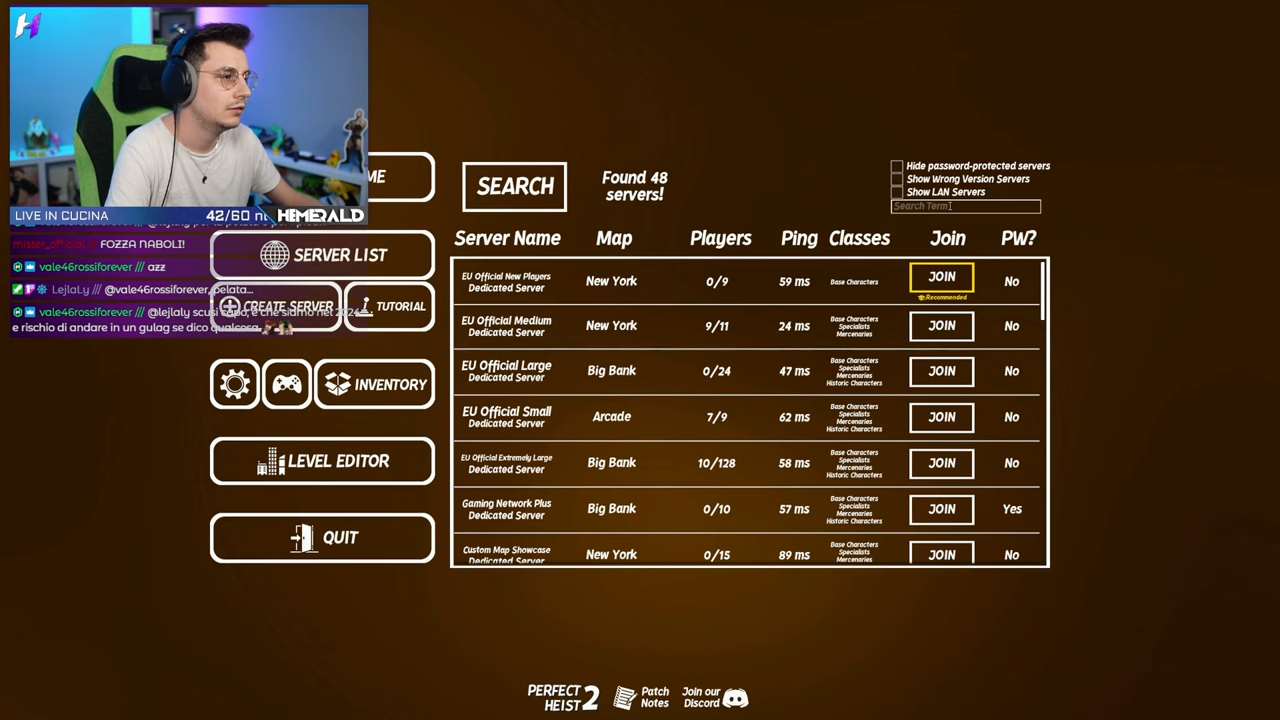 LIVE IN CUCINA
42/60
HEMERALD
mister_official: FOZZA NABOLI!
vale46rossiforever /// azz
LejlaLy /// @vale46rossiforever, pelata...
vale46rossiforever /// @lejlaly scusi capo, è che siamo nel 2024
e rischio di andare in un gulag se dico qualcosa
ME
SERVER LIST
CREATE SERVER
TUTORIAL
INVENTORY
LEVEL EDITOR
QUIT
SEARCH
Found 48
servers!
Hide password-protected servers
Show Wrong Version Servers
Show LAN Servers
Search Term
Server Name Map Players Ping Classes Join PW?
EU Official New Players
Dedicated Server
New York
0/9
59 ms
Base Characters
JOIN
Recommended
No
EU Official Medium
Dedicated Server
New York
9/11
24 ms
Base Characters
Specialists
Mercenaries
JOIN
No
EU Official Large
Dedicated Server
Big Bank
0/24
47 ms
Base Characters
Specialists
Mercenaries
Historic Characters
JOIN
No
EU Official Small
Dedicated Server
Arcade
7/9
62 ms
Base Characters
Specialists
Mercenaries
Historic Characters
JOIN
No
EU Official Extremely Large
Dedicated Server
Big Bank
10/128
58 ms
Base Characters
Specialists
Mercenaries
Historic Characters
JOIN
No
Gaming Network Plus
Dedicated Server
Big Bank
0/10
57 ms
Base Characters
Specialists
Mercenaries
Historic Characters
JOIN
Yes
Custom Map Showcase
Dedicated Server
New York
0/15
89 ms
Base Characters
Specialists
Mercenaries
JOIN
No
PERFECT
HEIST 2
Patch
Notes
Join our
Discord